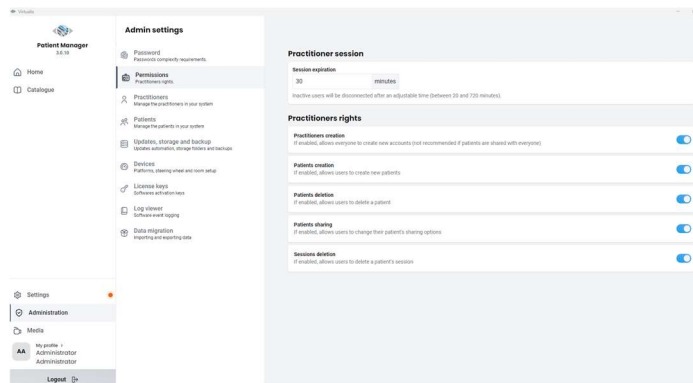 Virtualis
Patient Manager
3.6.16
Home
Catalogue
Settings
Administration
Media
AA
My profile
Administrator
Administrator
Logout
Admin settings
Password
Passwords complexity requirements.
Permissions
Practitioners rights.
Practitioners
Manage the practitioners in your system
Patients
Manage the patients in your system
Updates, storage and backup
Updates automation, storage folders and backups
Devices
Platforms, steering wheel and room setup
License keys
Softwares activation keys
Log viewer
Software event logging
Data migration
Importing and exporting data
Practitioner session
Session expiration
30 minutes
Inactive users will be disconnected after an adjustable time (between 20 and 720 minutes).
Practitioners rights
Practitioners creation
If enabled, allows everyone to create new accounts (not recommended if patients are shared with everyone)
Patients creation
If enabled, allows users to create new patients
Patients deletion
If enabled, allows users to delete a patient
Patients sharing
If enabled, allows users to change their patient's sharing options
Sessions deletion
If enabled, allows users to delete a patient's session